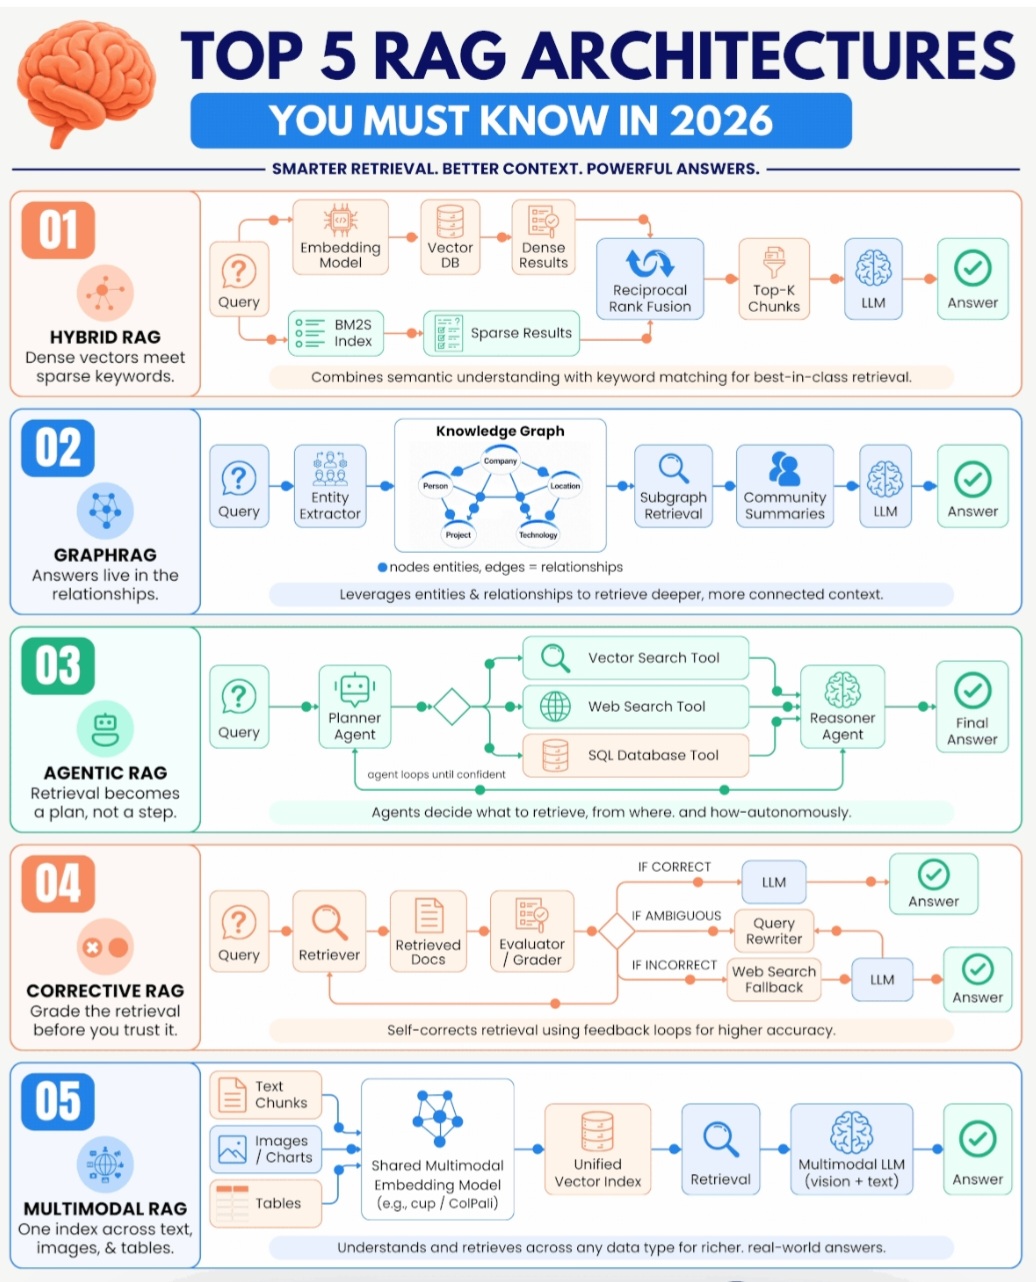 TOP 5 RAG ARCHITECTURES
YOU MUST KNOW IN 2026
SMARTER RETRIEVAL. BETTER CONTEXT. POWERFUL ANSWERS.
01
HYBRID RAG
Dense vectors meet
sparse keywords.
Query
Embedding
Model
Vector
DB
Dense
Results
BM2S
Index
Sparse Results
Reciprocal
Rank Fusion
Top-K
Chunks
LLM
Answer
Combines semantic understanding with keyword matching for best-in-class retrieval.
02
GRAPHRAG
Answers live in the
relationships.
Query
Entity
Extractor
Knowledge Graph
Company
Person
Location
Project
Technology
nodes entities, edges = relationships
Subgraph
Retrieval
Community
Summaries
LLM
Answer
Leverages entities & relationships to retrieve deeper, more connected context.
03
AGENTIC RAG
Retrieval becomes
a plan, not a step.
Query
Planner
Agent
Vector Search Tool
Web Search Tool
SQL Database Tool
Reasoner
Agent
Final
Answer
agent loops until confident
Agents decide what to retrieve, from where. and how-autonomously.
04
CORRECTIVE RAG
Grade the retrieval
before you trust it.
Query
Retriever
Retrieved
Docs
Evaluator
/ Grader
IF CORRECT
LLM
Answer
IF AMBIGUOUS
Query
Rewriter
IF INCORRECT
Web Search
Fallback
LLM
Answer
Self-corrects retrieval using feedback loops for higher accuracy.
05
MULTIMODAL RAG
One index across text,
images, & tables.
Text
Chunks
Images
/ Charts
Tables
Shared Multimodal
Embedding Model
(e.g., cup / ColPali)
Unified
Vector Index
Retrieval
Multimodal LLM
(vision + text)
Answer
Understands and retrieves across any data type for richer. real-world answers.